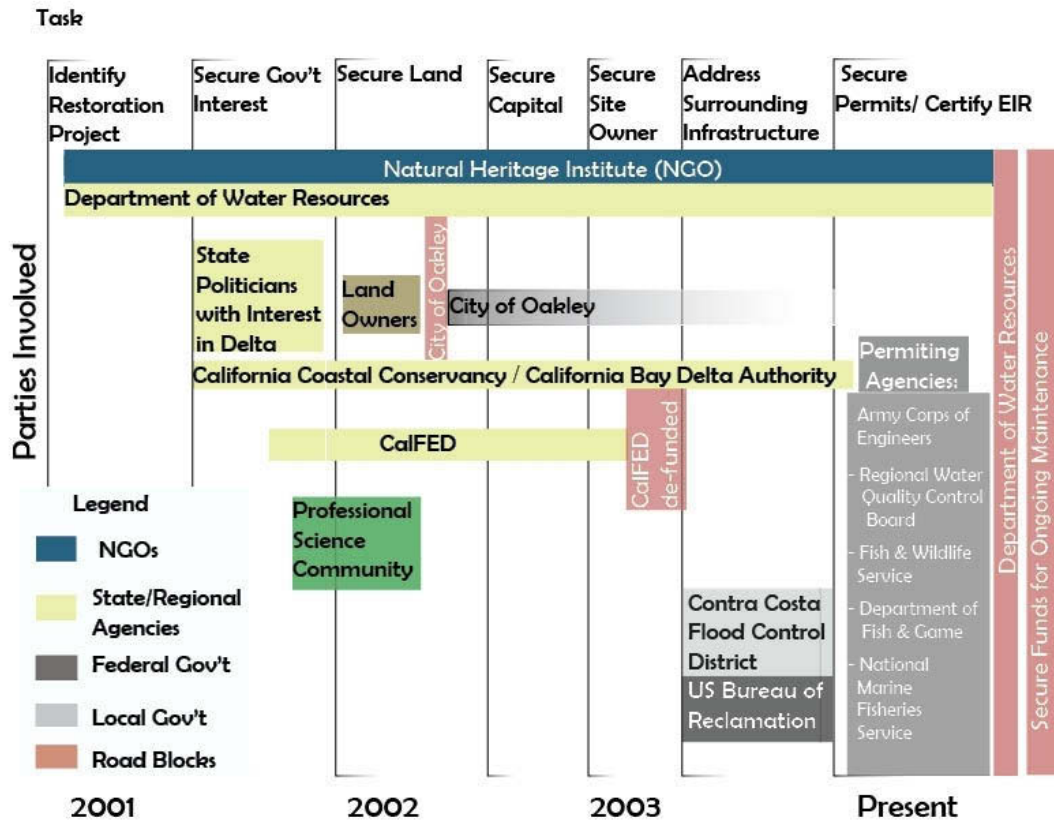 Task
Identify
Restoration
Project
Secure Gov't
Interest
Secure Land
Secure
Capital
Secure
Site
Owner
Address
Surrounding
Infrastructure
Secure
Permits/ Certify EIR
Parties Involved
Natural Heritage Institute (NGO)
Department of Water Resources
State
Politicians
with Interest
in Delta
Land
Owners
City of Oakley
City of Oakley
California Coastal Conservancy / California Bay Delta Authority
CalFED
CalFED
de-funded
Professional
Science
Community
Contra Costa
Flood Control
District
US Bureau of
Reclamation
Permiting
Agencies:
Army Corps of
Engineers
- Regional Water
Quality Control
Board
- Fish & Wildlife
Service
- Department of
Fish & Game
- National
Marine
Fisheries
Service
Department of Water Resources
Secure Funds for Ongoing Maintenance
Legend
NGOs
State/Regional
Agencies
Federal Gov't
Local Gov't
Road Blocks
2001
2002
2003
Present